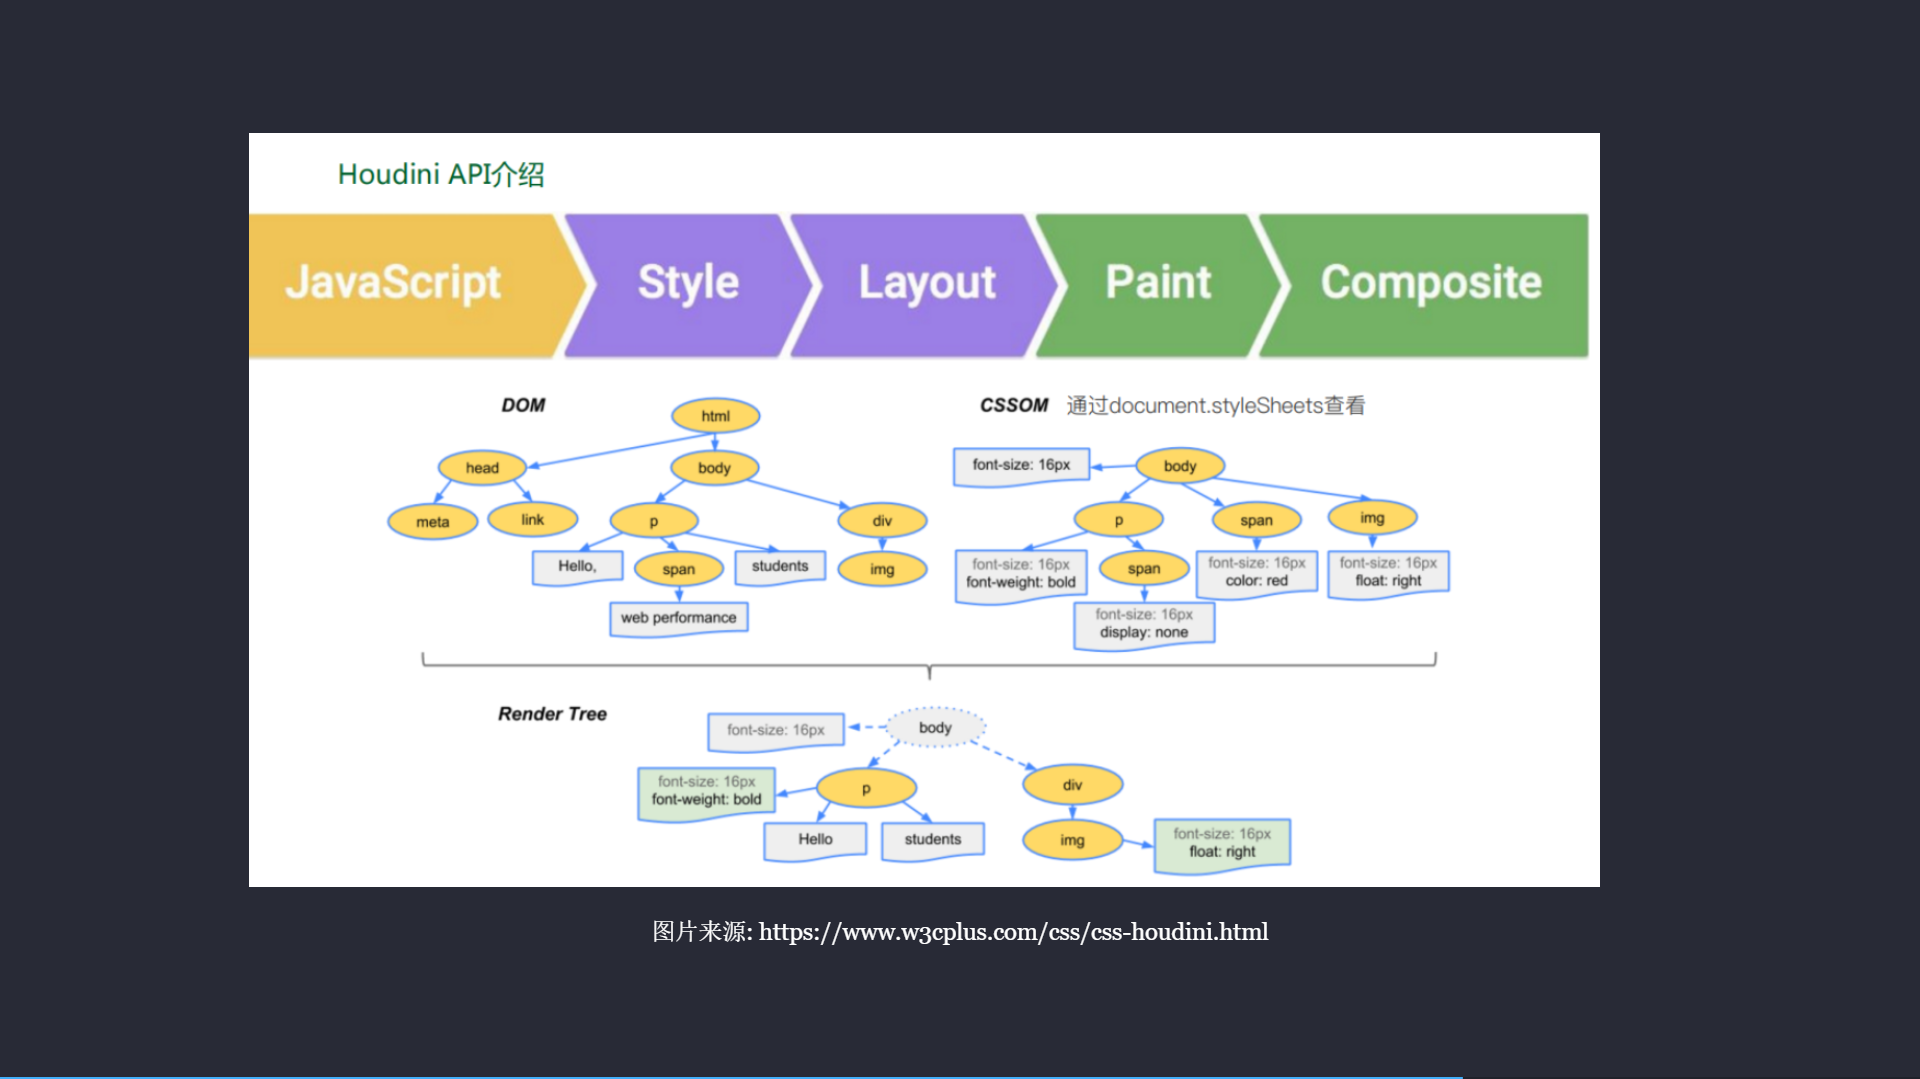 Houdini API介绍
JavaScript
Style
Layout
Paint
Composite
DOM
html
head
body
meta
link
p
div
Hello,
span
students
img
web performance
CSSOM 通过document.styleSheets查看
font-size: 16px
body
p
span
img
font-size: 16px
font-weight: bold
span
font-size: 16px
color: red
font-size: 16px
float: right
font-size: 16px
display: none
Render Tree
font-size: 16px
body
font-size: 16px
font-weight: bold
p
div
Hello
students
img
font-size: 16px
float: right
图片来源: https://www.w3cplus.com/css/css-houdini.html